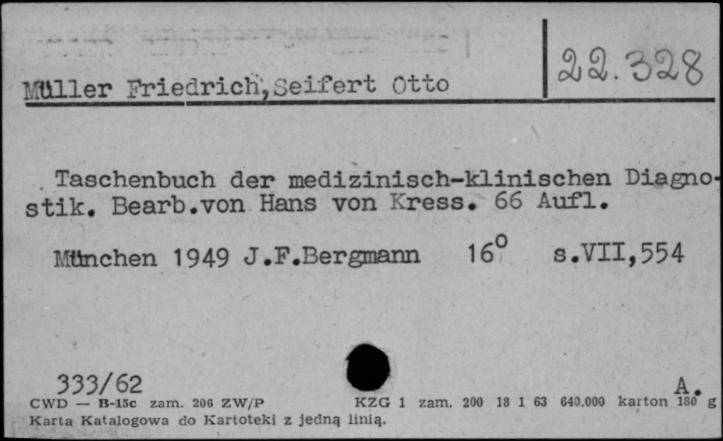 22.328
Müller Friedrich, Seifert Otto
Taschenbuch der medizinisch-klinischen Diagno-
stik. Bearb.von Hans von Kress. 66 Aufl.
München 1949 J.F.Bergmann 16° s.VII,554
333/62 A.
CWD — B-15c zam. 206 ZW/P KZG 1 zam. 200 18 1 63 640.000 karton 180 g
Karta Katalogowa do Kartoteki z jedną linią.